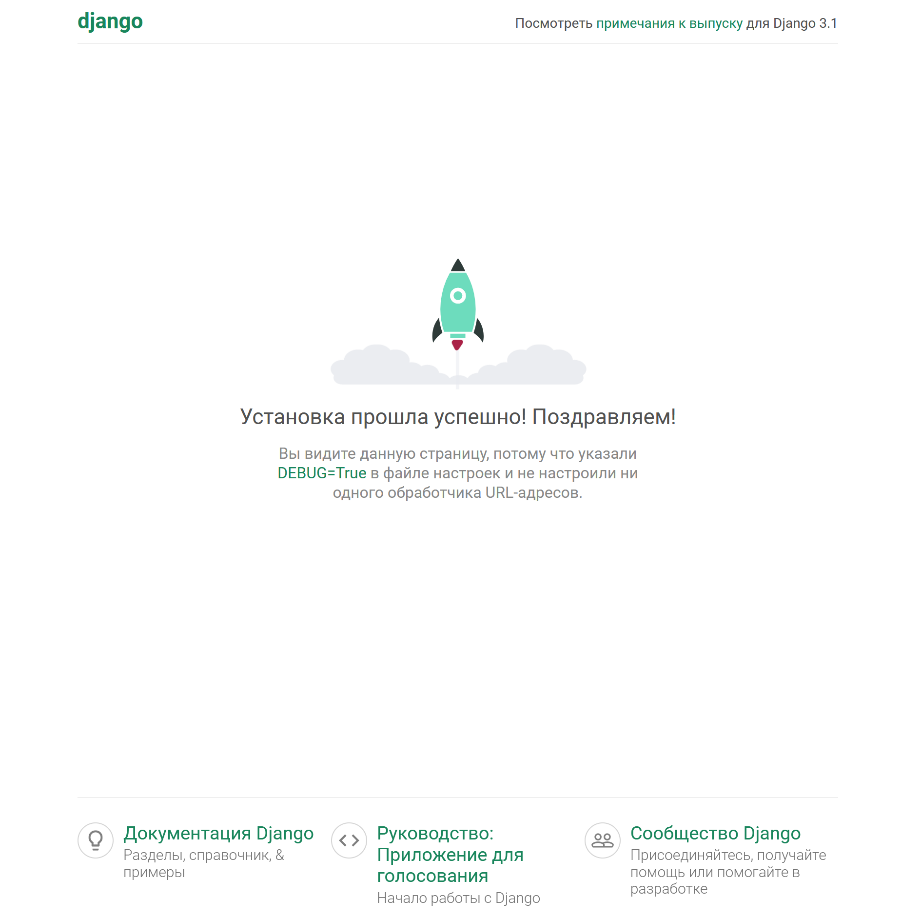 django
Посмотреть примечания к выпуску для Django 3.1
Установка прошла успешно! Поздравляем!
Вы видите данную страницу, потому что указали
DEBUG=True в файле настроек и не настроили ни
одного обработчика URL-адресов.
Документация Django
Разделы, справочник, &
примеры
Руководство:
Приложение для
голосования
Начало работы с Django
Сообщество Django
Присоединяйтесь, получайте
помощь или помогайте в
разработке